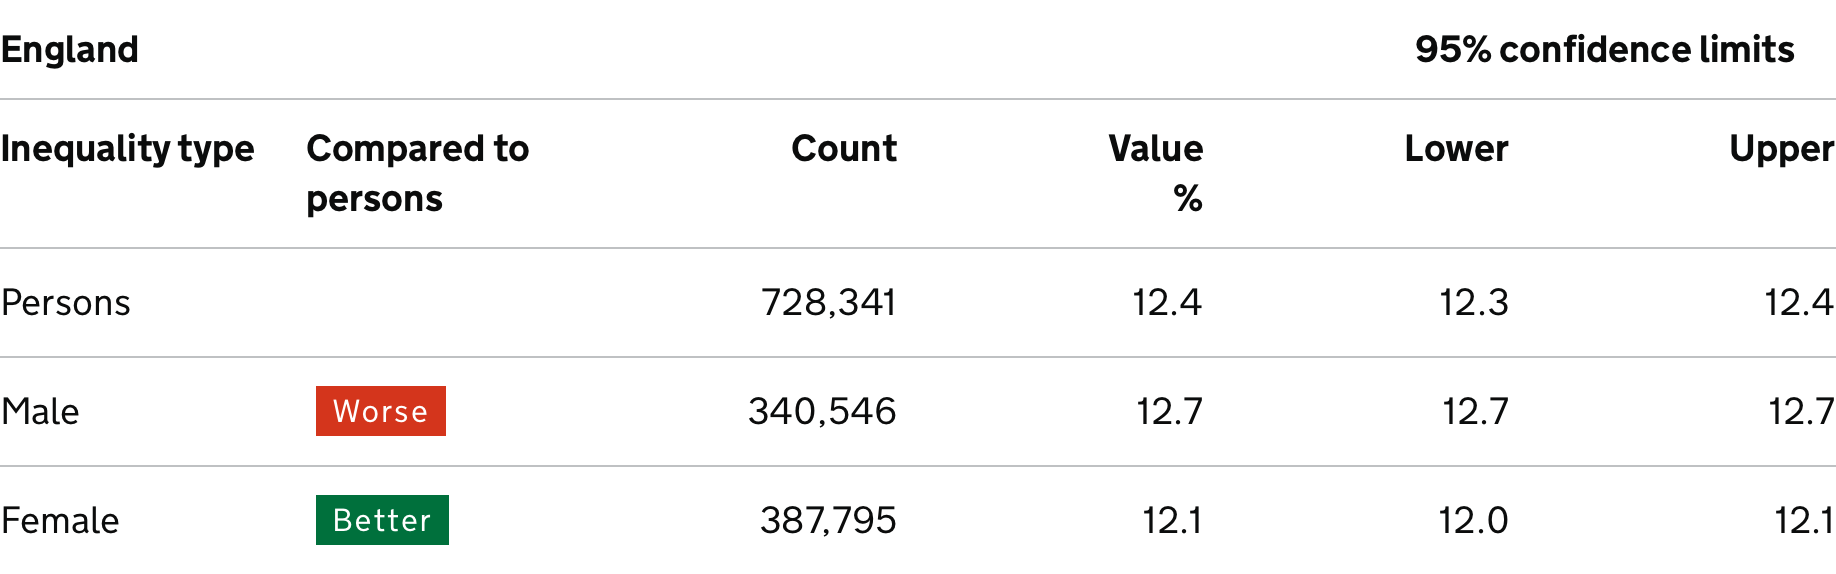 England 95% confidence limits
Inequality type Compared to persons Count Value % Lower Upper
Persons 728,341 12.4 12.3 12.4
Male Worse 340,546 12.7 12.7 12.7
Female Better 387,795 12.1 12.0 12.1